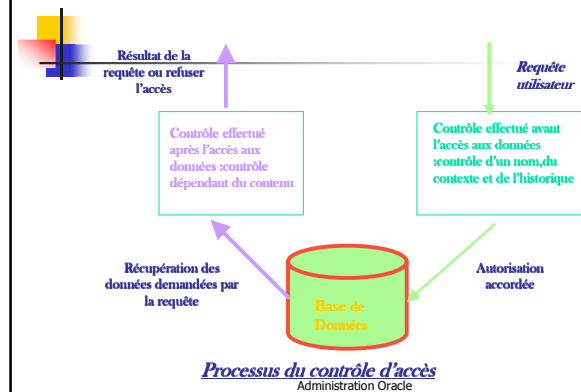 Résultat de la
requête ou refuser
l'accès
Requête
utilisateur
Contrôle effectué
après l'accès aux
données :contrôle
dépendant du contenu
Contrôle effectué avant
l'accès aux données
:contrôle d'un nom,du
contexte et de l'historique
Récupération des
données demandées par
la requête
Autorisation
accordée
Base de
Données
Processus du contrôle d'accès
Administration Oracle